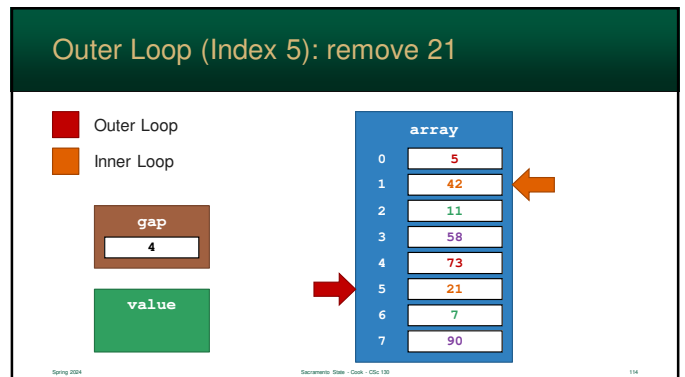 Outer Loop (Index 5): remove 21
Outer Loop
Inner Loop
gap
4
value
array
0 5
1 42
2 11
3 58
4 73
5 21
6 7
7 90
Spring 2024 Sacramento State - Cook - CSc 130 114